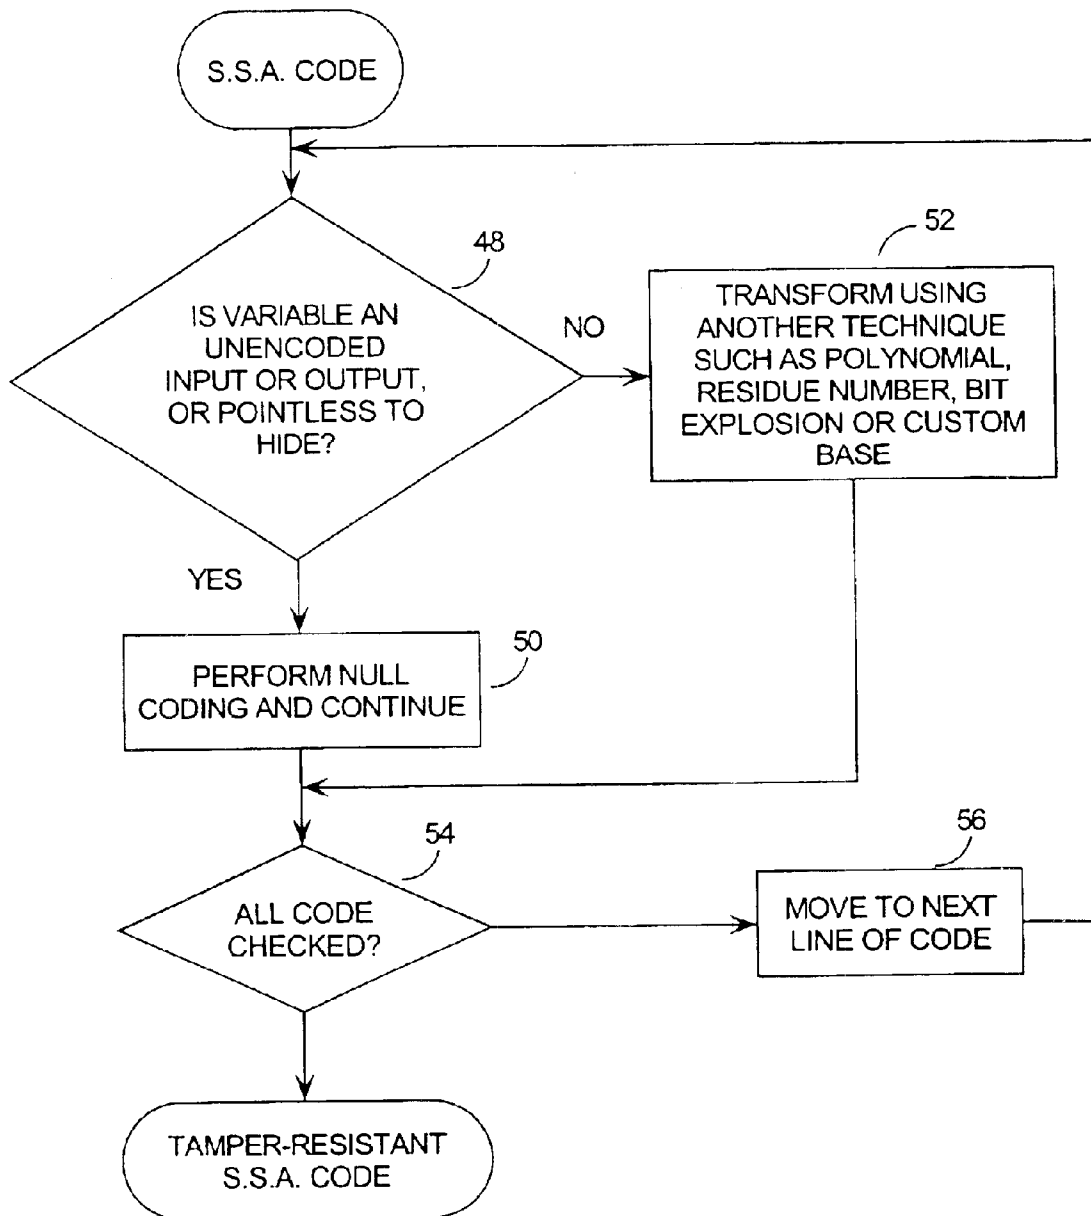 S.S.A. CODE
48
IS VARIABLE AN
UNENCODED
INPUT OR OUTPUT,
OR POINTLESS TO
HIDE?
NO
52
TRANSFORM USING
ANOTHER TECHNIQUE
SUCH AS POLYNOMIAL,
RESIDUE NUMBER, BIT
EXPLOSION OR CUSTOM
BASE
YES
50
PERFORM NULL
CODING AND CONTINUE
54
ALL CODE
CHECKED?
56
MOVE TO NEXT
LINE OF CODE
TAMPER-RESISTANT
S.S.A. CODE